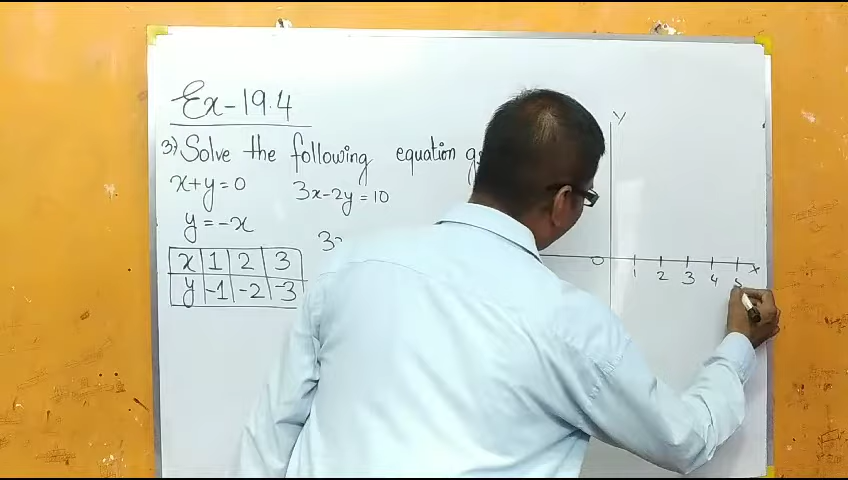 Ex-19.4
3) Solve the following equation
x+y=0 3x-2y=10
y=-x
x 1 2 3
y -1 -2 -3
Y
0 1 2 3 4 5 x